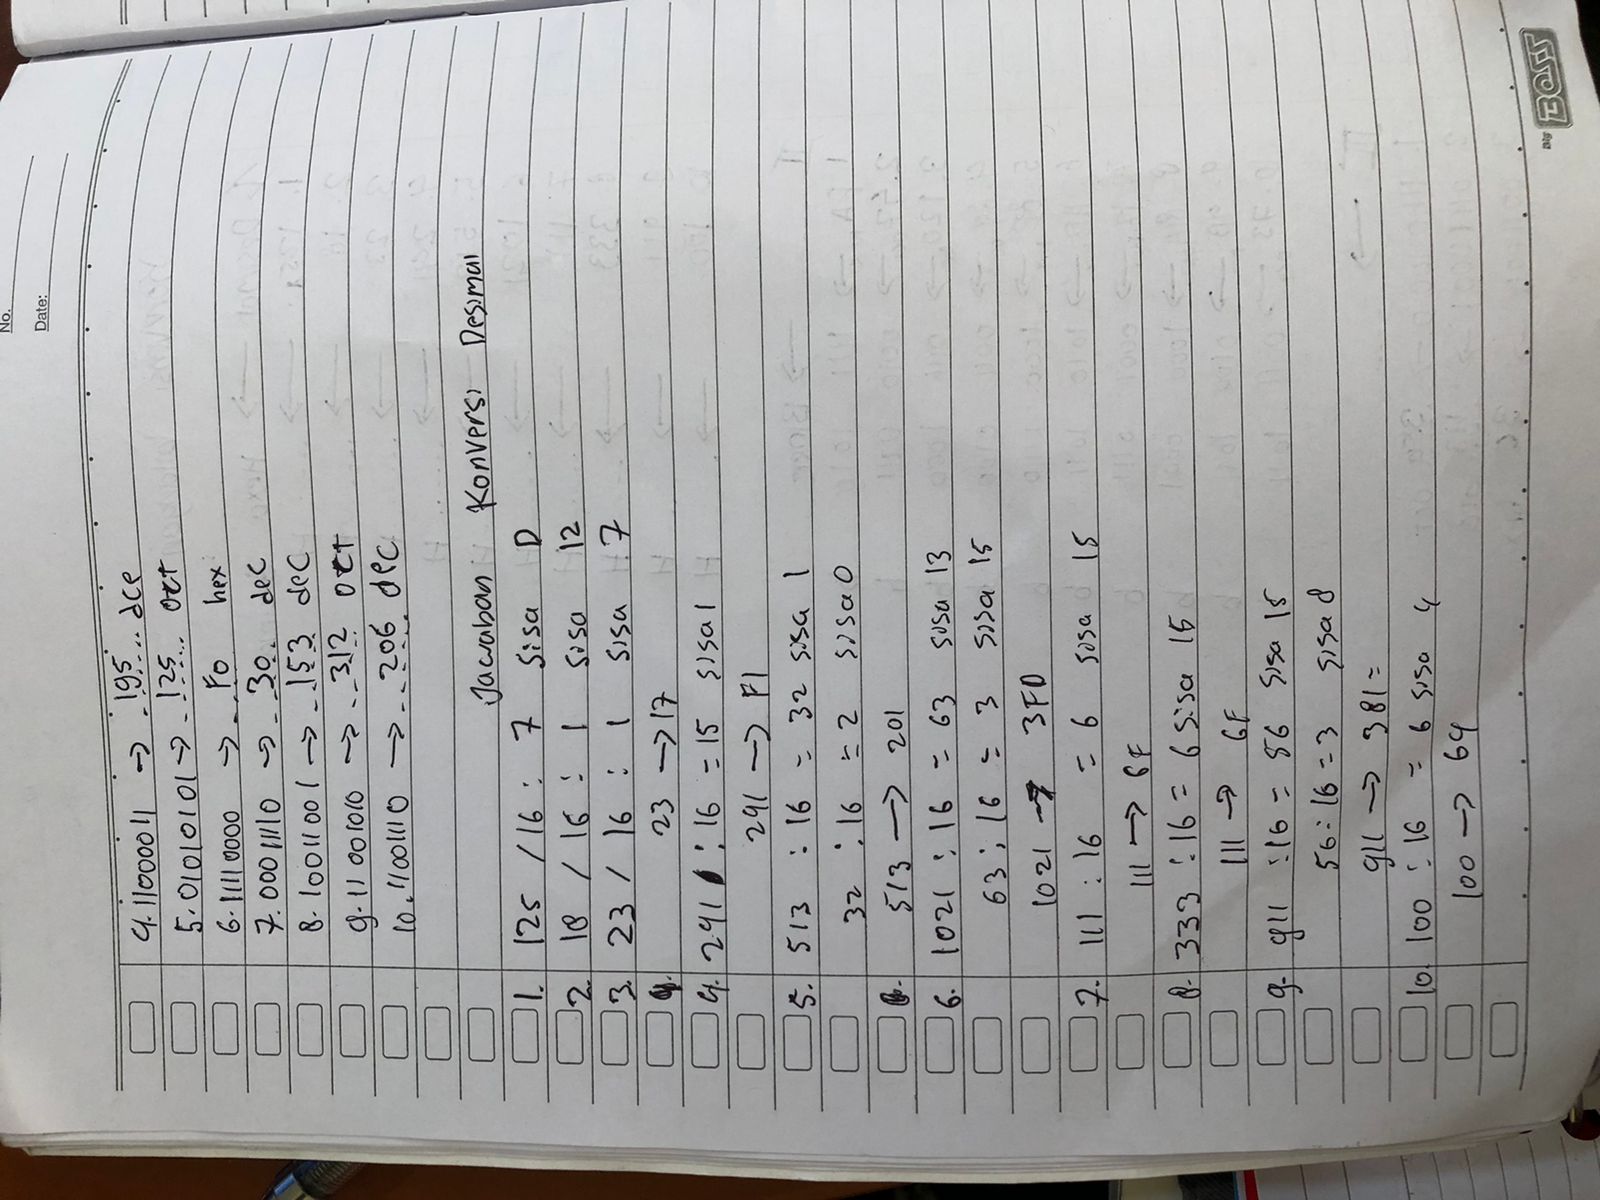 No.
Date:
4. 11000011 → 195 dce
5. 01010101 → 125 oct
6. 11110000 → F0 hex
7. 00011110 → 30 dec
8. 10011001 → 153 dec
9. 11001010 → 312 oct
10. 11001110 → 206 dec
Jawaban Konversi Desimal
1. 125 / 16 : 7 Sisa D
2. 18 / 16 : 1 Sisa 12
3. 23 / 16 : 1 Sisa 7
23 → 17
4. 241 : 16 = 15 sisa 1
241 → F1
5. 513 : 16 = 32 sisa 1
32 : 16 = 2 sisa 0
513 → 201
6. 1021 : 16 = 63 sisa 13
63 : 16 = 3 sisa 15
1021 → 3FD
7. 111 : 16 = 6 sisa 15
111 → 6F
8. 333 : 16 = 6 sisa 15
111 → 6F
9. 911 : 16 = 56 sisa 15
56 : 16 = 3 sisa 8
911 → 381=
10. 100 : 16 = 6 sisa 4
100 → 64
My BOSS